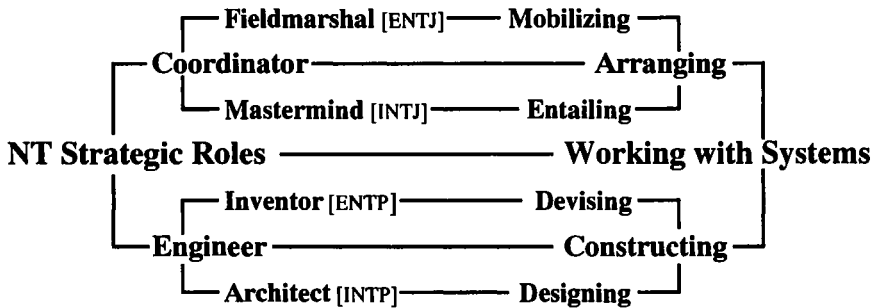 Fieldmarshal [ENTJ] Mobilizing
Coordinator Arranging
Mastermind [INTJ] Entailing
NT Strategic Roles Working with Systems
Inventor [ENTP] Devising
Engineer Constructing
Architect [INTP] Designing